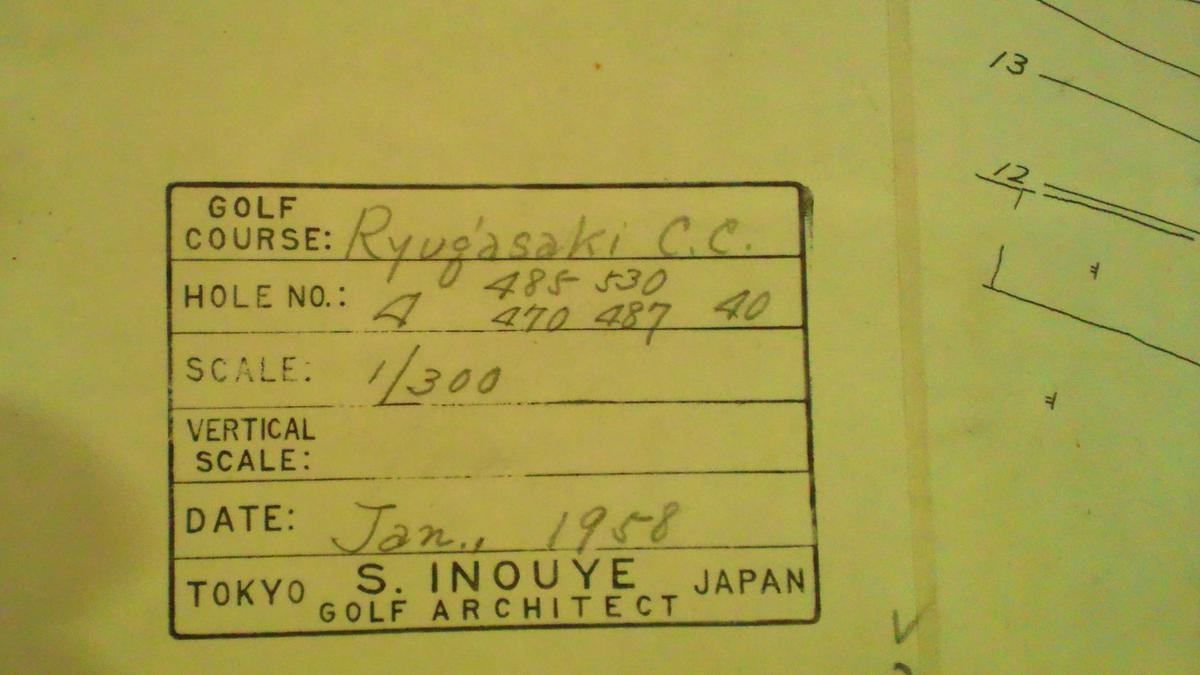 GOLF
COURSE: Ryugasaki C.C.
HOLE NO.: 4 485 530
470 487 40
SCALE: 1/300
VERTICAL
SCALE:
DATE: Jan., 1958
TOKYO S. INOUYE JAPAN
GOLF ARCHITECT
13
12